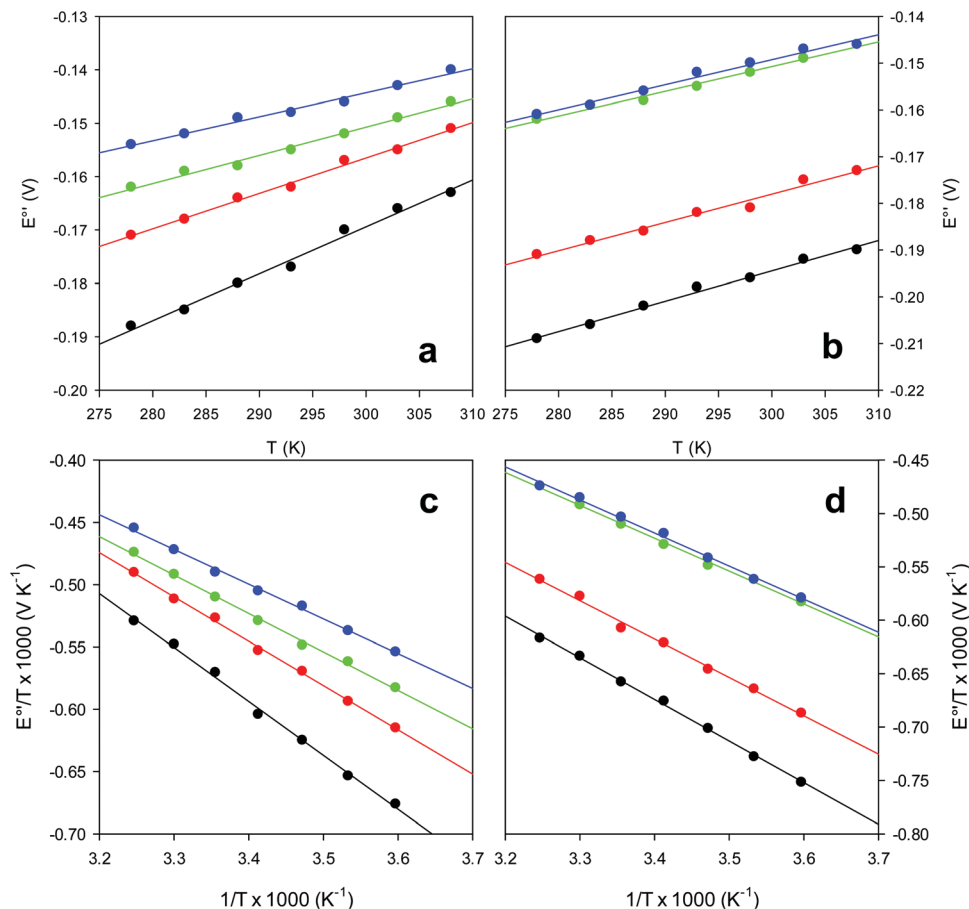 -0.13
-0.14
-0.15
-0.16
-0.17
-0.18
-0.19
-0.20
E°' (V)
a
275 280 285 290 295 300 305 310
-0.14
-0.15
-0.16
-0.17
-0.18
-0.19
-0.20
-0.21
-0.22
E°' (V)
b
275 280 285 290 295 300 305 310
T (K)
T (K)
-0.40
-0.45
-0.50
-0.55
-0.60
-0.65
-0.70
E°'/T x 1000 (V K⁻¹)
c
3.2 3.3 3.4 3.5 3.6 3.7
1/T x 1000 (K⁻¹)
-0.45
-0.50
-0.55
-0.60
-0.65
-0.70
-0.75
-0.80
E°'/T x 1000 (V K⁻¹)
d
3.2 3.3 3.4 3.5 3.6 3.7
1/T x 1000 (K⁻¹)